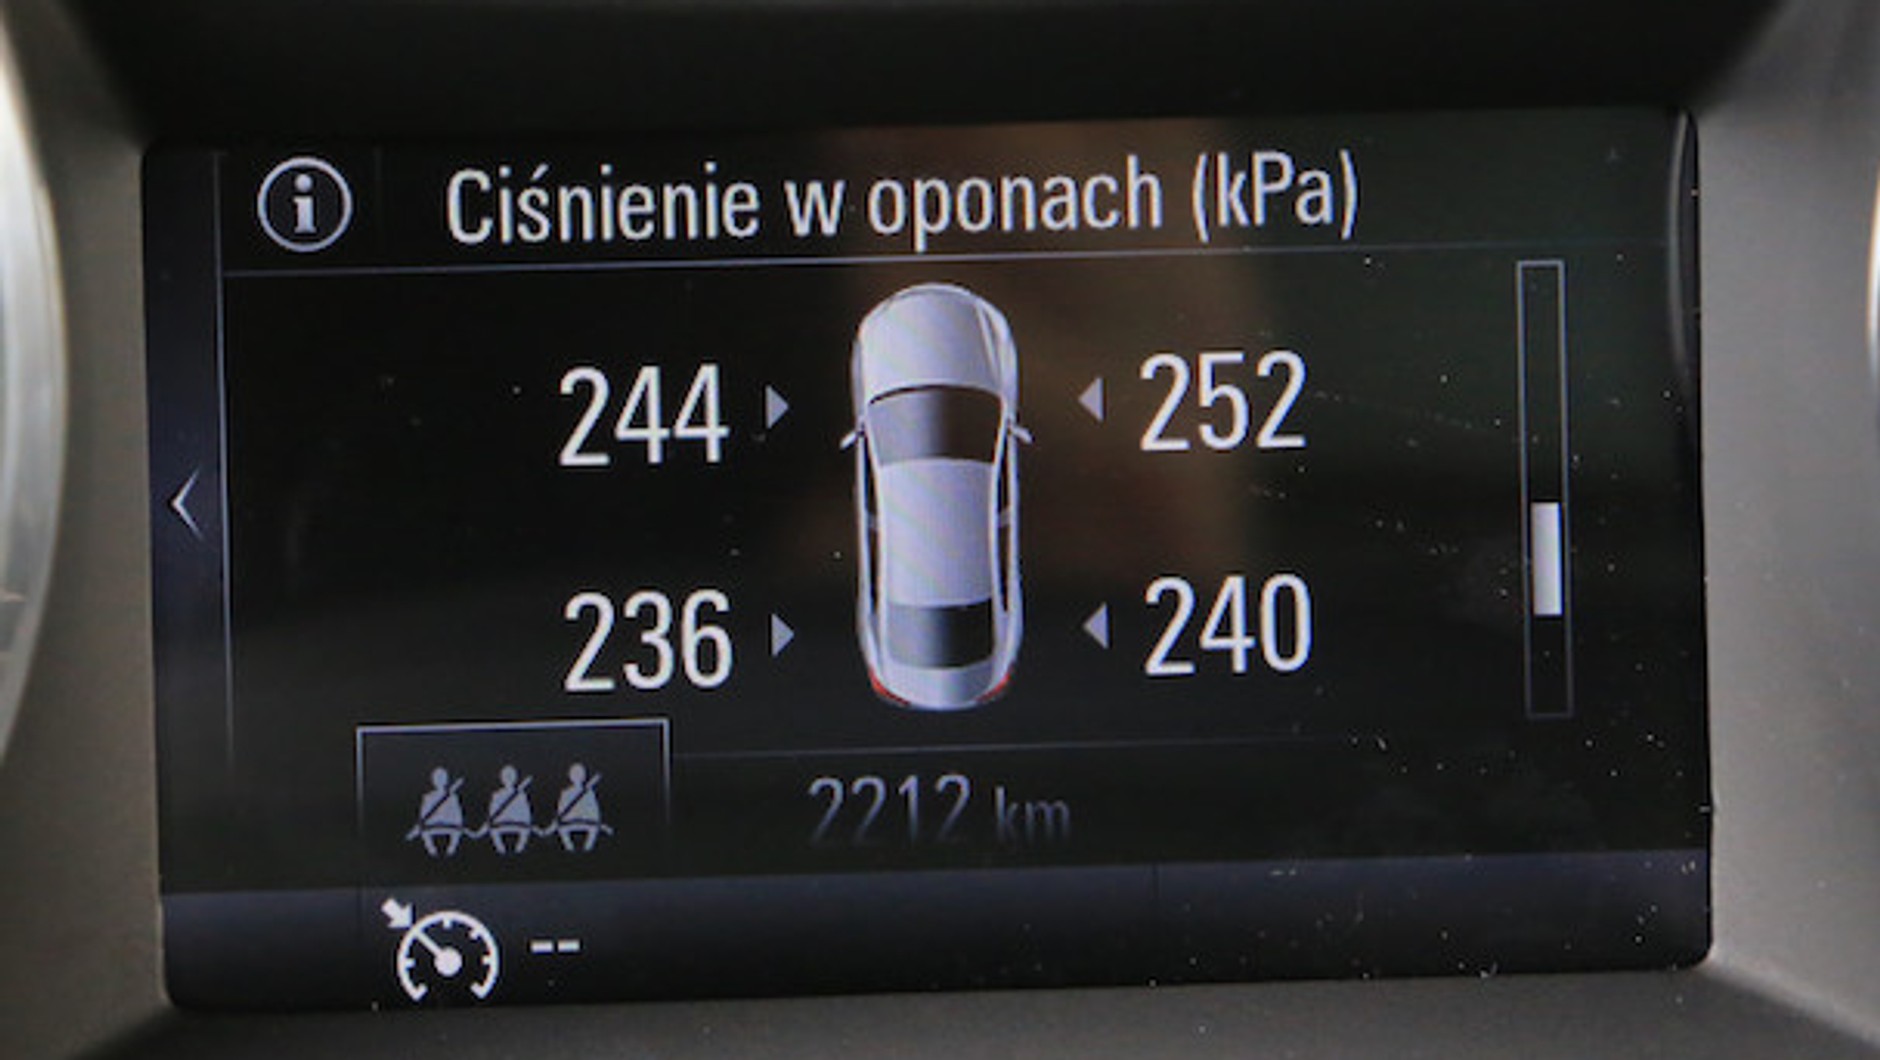 Ciśnienie w oponach (kPa)
244 252
236 240
2212 km
--